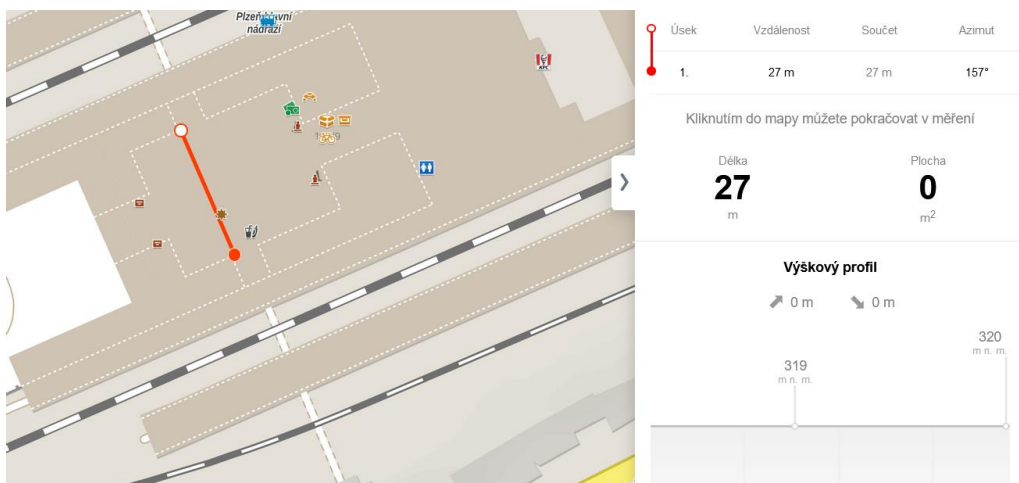 Plzeň hlavní
nádraží
KFC
Úsek Vzdálenost Součet Azimut
1. 27 m 27 m 157°
Kliknutím do mapy můžete pokračovat v měření
Délka Plocha
27 0
m m²
Výškový profil
0 m 0 m
320
m n. m.
319
m n. m.